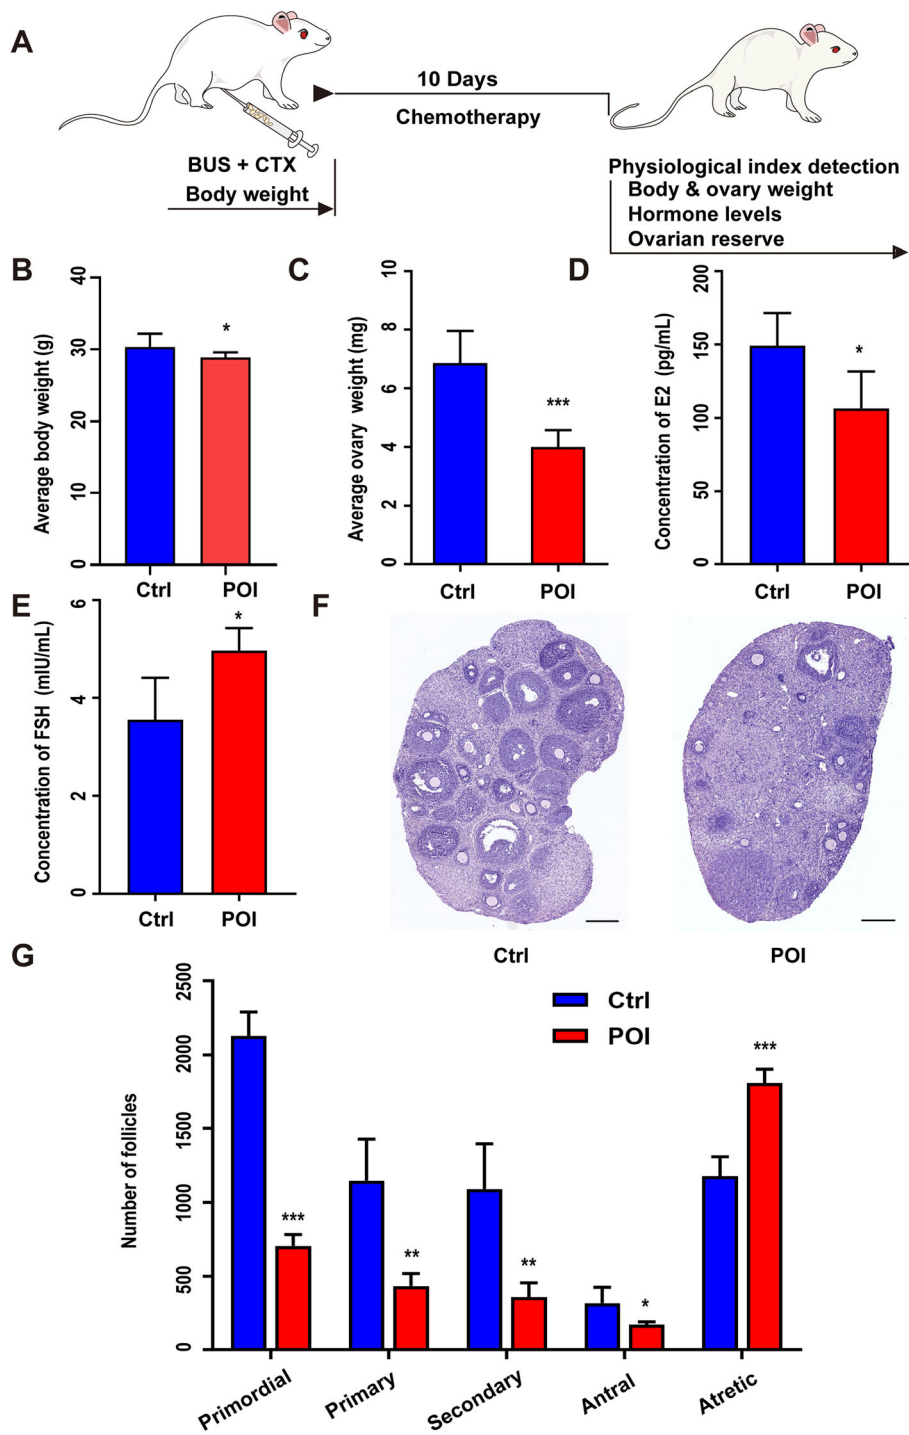 A
10 Days
Chemotherapy
BUS + CTX
Body weight
Physiological index detection
Body & ovary weight
Hormone levels
Ovarian reserve
B
Average body weight (g)
40
30
20
10
0
*
Ctrl
POI
C
Average ovary weight (mg)
10
8
6
4
2
0
***
Ctrl
POI
D
Concentration of E2 (pg/mL)
200
150
100
50
0
*
Ctrl
POI
E
Concentration of FSH (mIU/mL)
6
4
2
0
*
Ctrl
POI
F
Ctrl
POI
G
Number of follicles
2500
2000
1500
1000
500
0
Ctrl
POI
***
**
**
*
***
Primordial
Primary
Secondary
Antral
Atretic